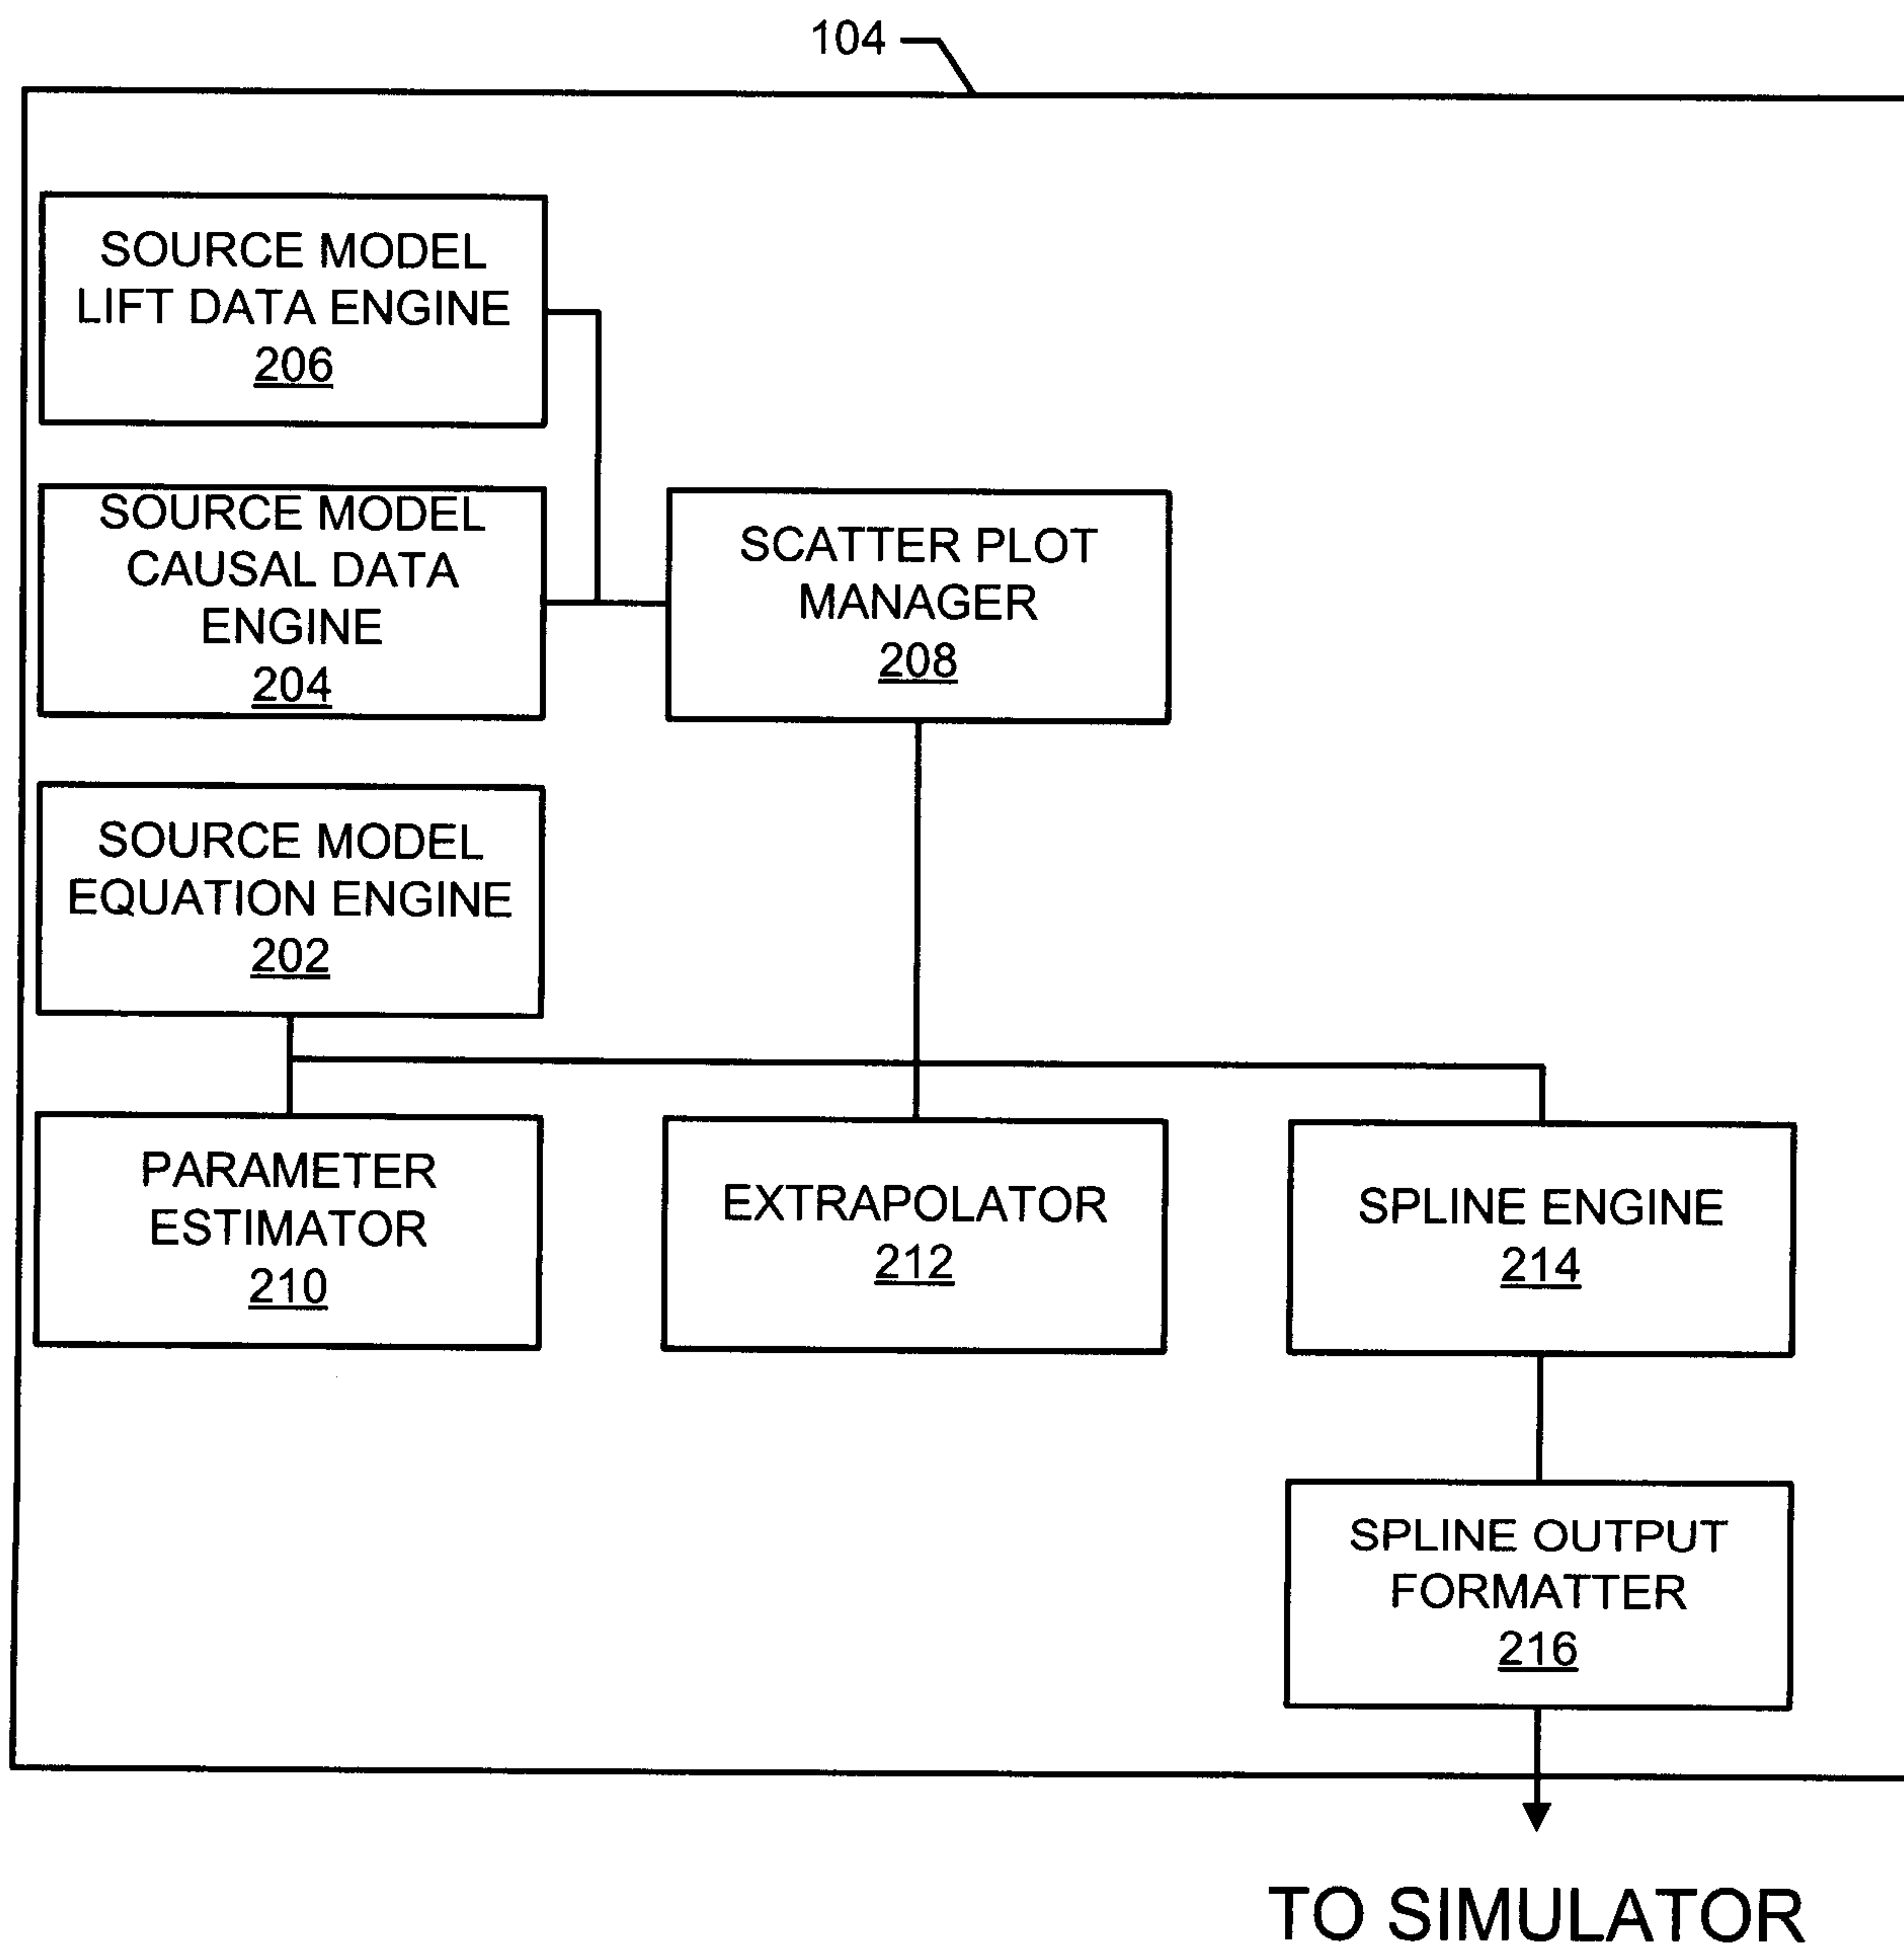 104
SOURCE MODEL
LIFT DATA ENGINE
206
SOURCE MODEL
CAUSAL DATA
ENGINE
204
SCATTER PLOT
MANAGER
208
SOURCE MODEL
EQUATION ENGINE
202
PARAMETER
ESTIMATOR
210
EXTRAPOLATOR
212
SPLINE ENGINE
214
SPLINE OUTPUT
FORMATTER
216
TO SIMULATOR